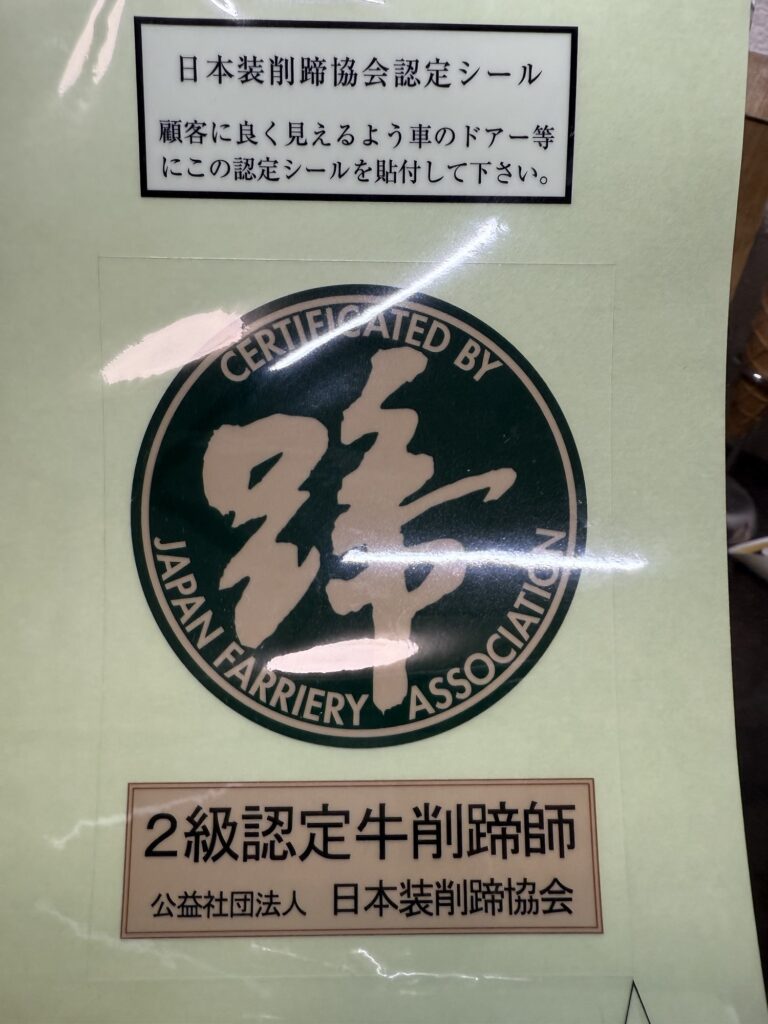 日本装削蹄協会認定シール
顧客に良く見えるよう車のドアー等
にこの認定シールを貼付して下さい。
CERTIFICATED BY
蹄
JAPAN FARRIERY ASSOCIATION
2級認定牛削蹄師
公益社団法人 日本装削蹄協会